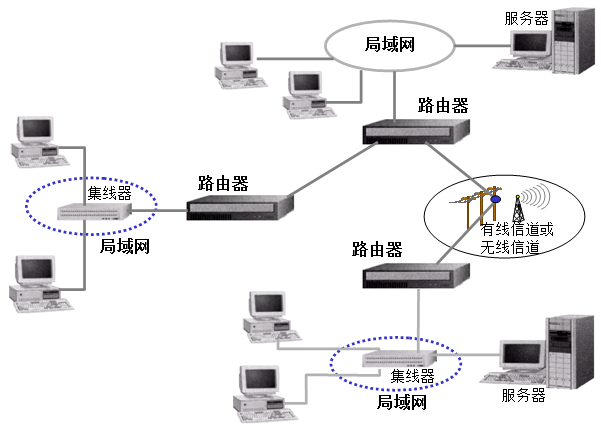 服务器
局域网
路由器
路由器
集线器
局域网
有线信道或
无线信道
路由器
集线器
局域网
服务器